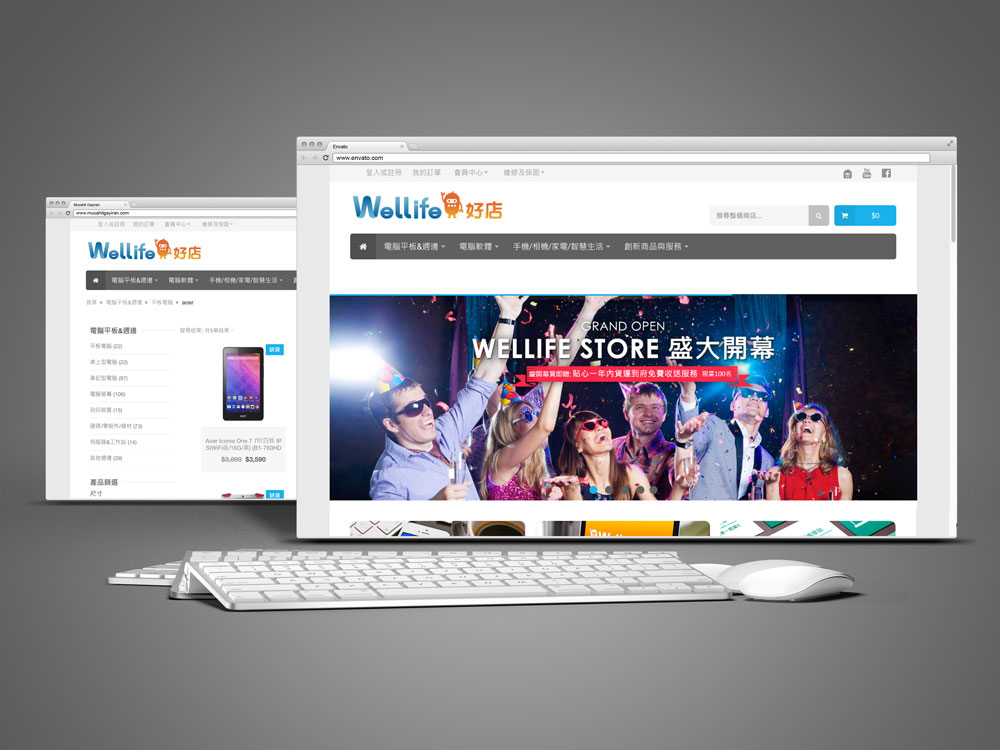 Envato
www.envato.com
登入或註冊 我的訂單 會員中心 維修及保固
Wellife 好店
搜尋整個商店...
$0
電腦平板&週邊 電腦軟體 手機/相機/家電/智慧生活 創新商品與服務
GRAND OPEN
WELLIFE STORE 盛大開幕
慶開幕買即贈:貼心一年內貨運到府免費收送服務 限量100名
Mucahit Gayiran
www.mucahitgayiran.com
登入或註冊 我的訂單 會員中心 維修及保固
Wellife 好店
電腦平板&週邊 電腦軟體 手機/相機/家電/智慧生活
首頁 電腦平板&週邊 平板電腦 acer
電腦平板&週邊
搜尋結果: 共5筆結果。
平板電腦 (22)
缺貨
桌上型電腦 (22)
筆記型電腦 (97)
電腦螢幕 (106)
列印裝置 (15)
硬碟/零組件/線材 (73)
伺服器&工作站 (14)
其他週邊 (39)
Acer Iconia One 7 7吋四核 IP
S(WiFi版/16G/黑) (B1-760HD
$3,890 $3,590
產品篩選
尺寸
缺貨